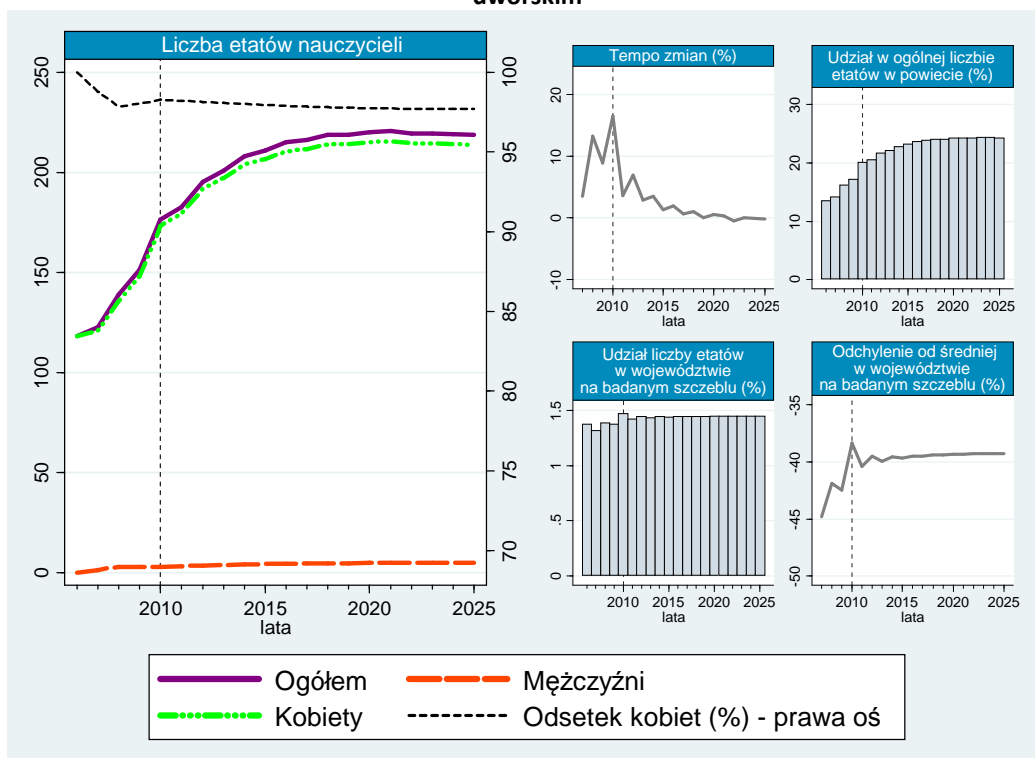 dworskim
Liczba etatów nauczycieli
250
200
150
100
50
0
100
95
90
85
80
75
70
2010
2015
2020
2025
lata
Tempo zmian (%)
20
10
0
-10
2010
2015
2020
2025
lata
Udział w ogólnej liczbie
etatów w powiecie (%)
30
20
10
0
2010
2015
2020
2025
lata
Udział liczby etatów
w województwie
na badanym szczeblu (%)
1.5
1
.5
0
2010
2015
2020
2025
lata
Odchylenie od średniej
w województwie
na badanym szczeblu (%)
-35
-40
-45
-50
2010
2015
2020
2025
lata
Ogółem
Mężczyźni
Kobiety
Odsetek kobiet (%) - prawa oś